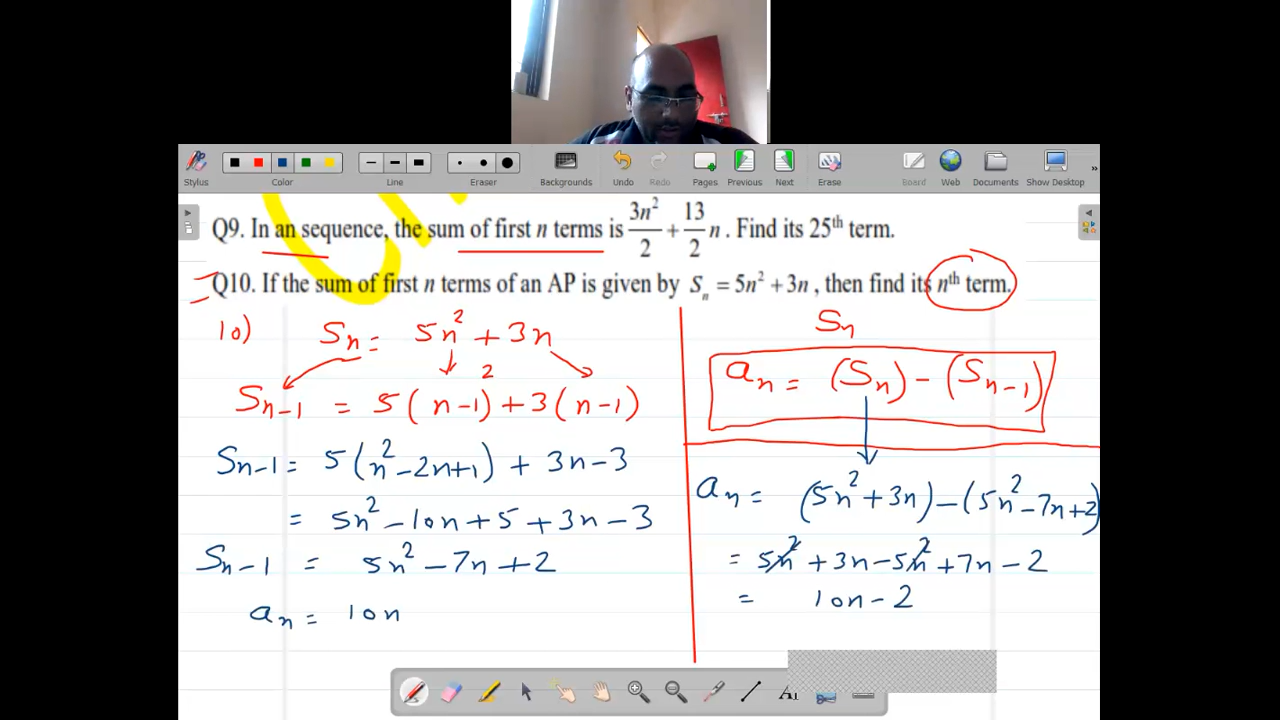 Stylus Color Line Eraser Backgrounds Undo Redo Pages Previous Next Erase Board Web Documents Show Desktop »
Q9. In an sequence, the sum of first n terms is 3n²/2 + 13/2 n . Find its 25th term.
Q10. If the sum of first n terms of an AP is given by Sₙ = 5n² + 3n , then find its nth term.
10) Sₙ = 5n² + 3n
Sₙ₋₁ = 5(n-1)² + 3(n-1)
Sₙ₋₁ = 5(n² - 2n+1) + 3n - 3
= 5n² - 10n + 5 + 3n - 3
Sₙ₋₁ = 5n² - 7n + 2
aₙ = 10n
Sₙ
aₙ = (Sₙ) - (Sₙ₋₁)
aₙ = (5n² + 3n) - (5n² - 7n + 2)
= 5n² + 3n - 5n² + 7n - 2
= 10n - 2